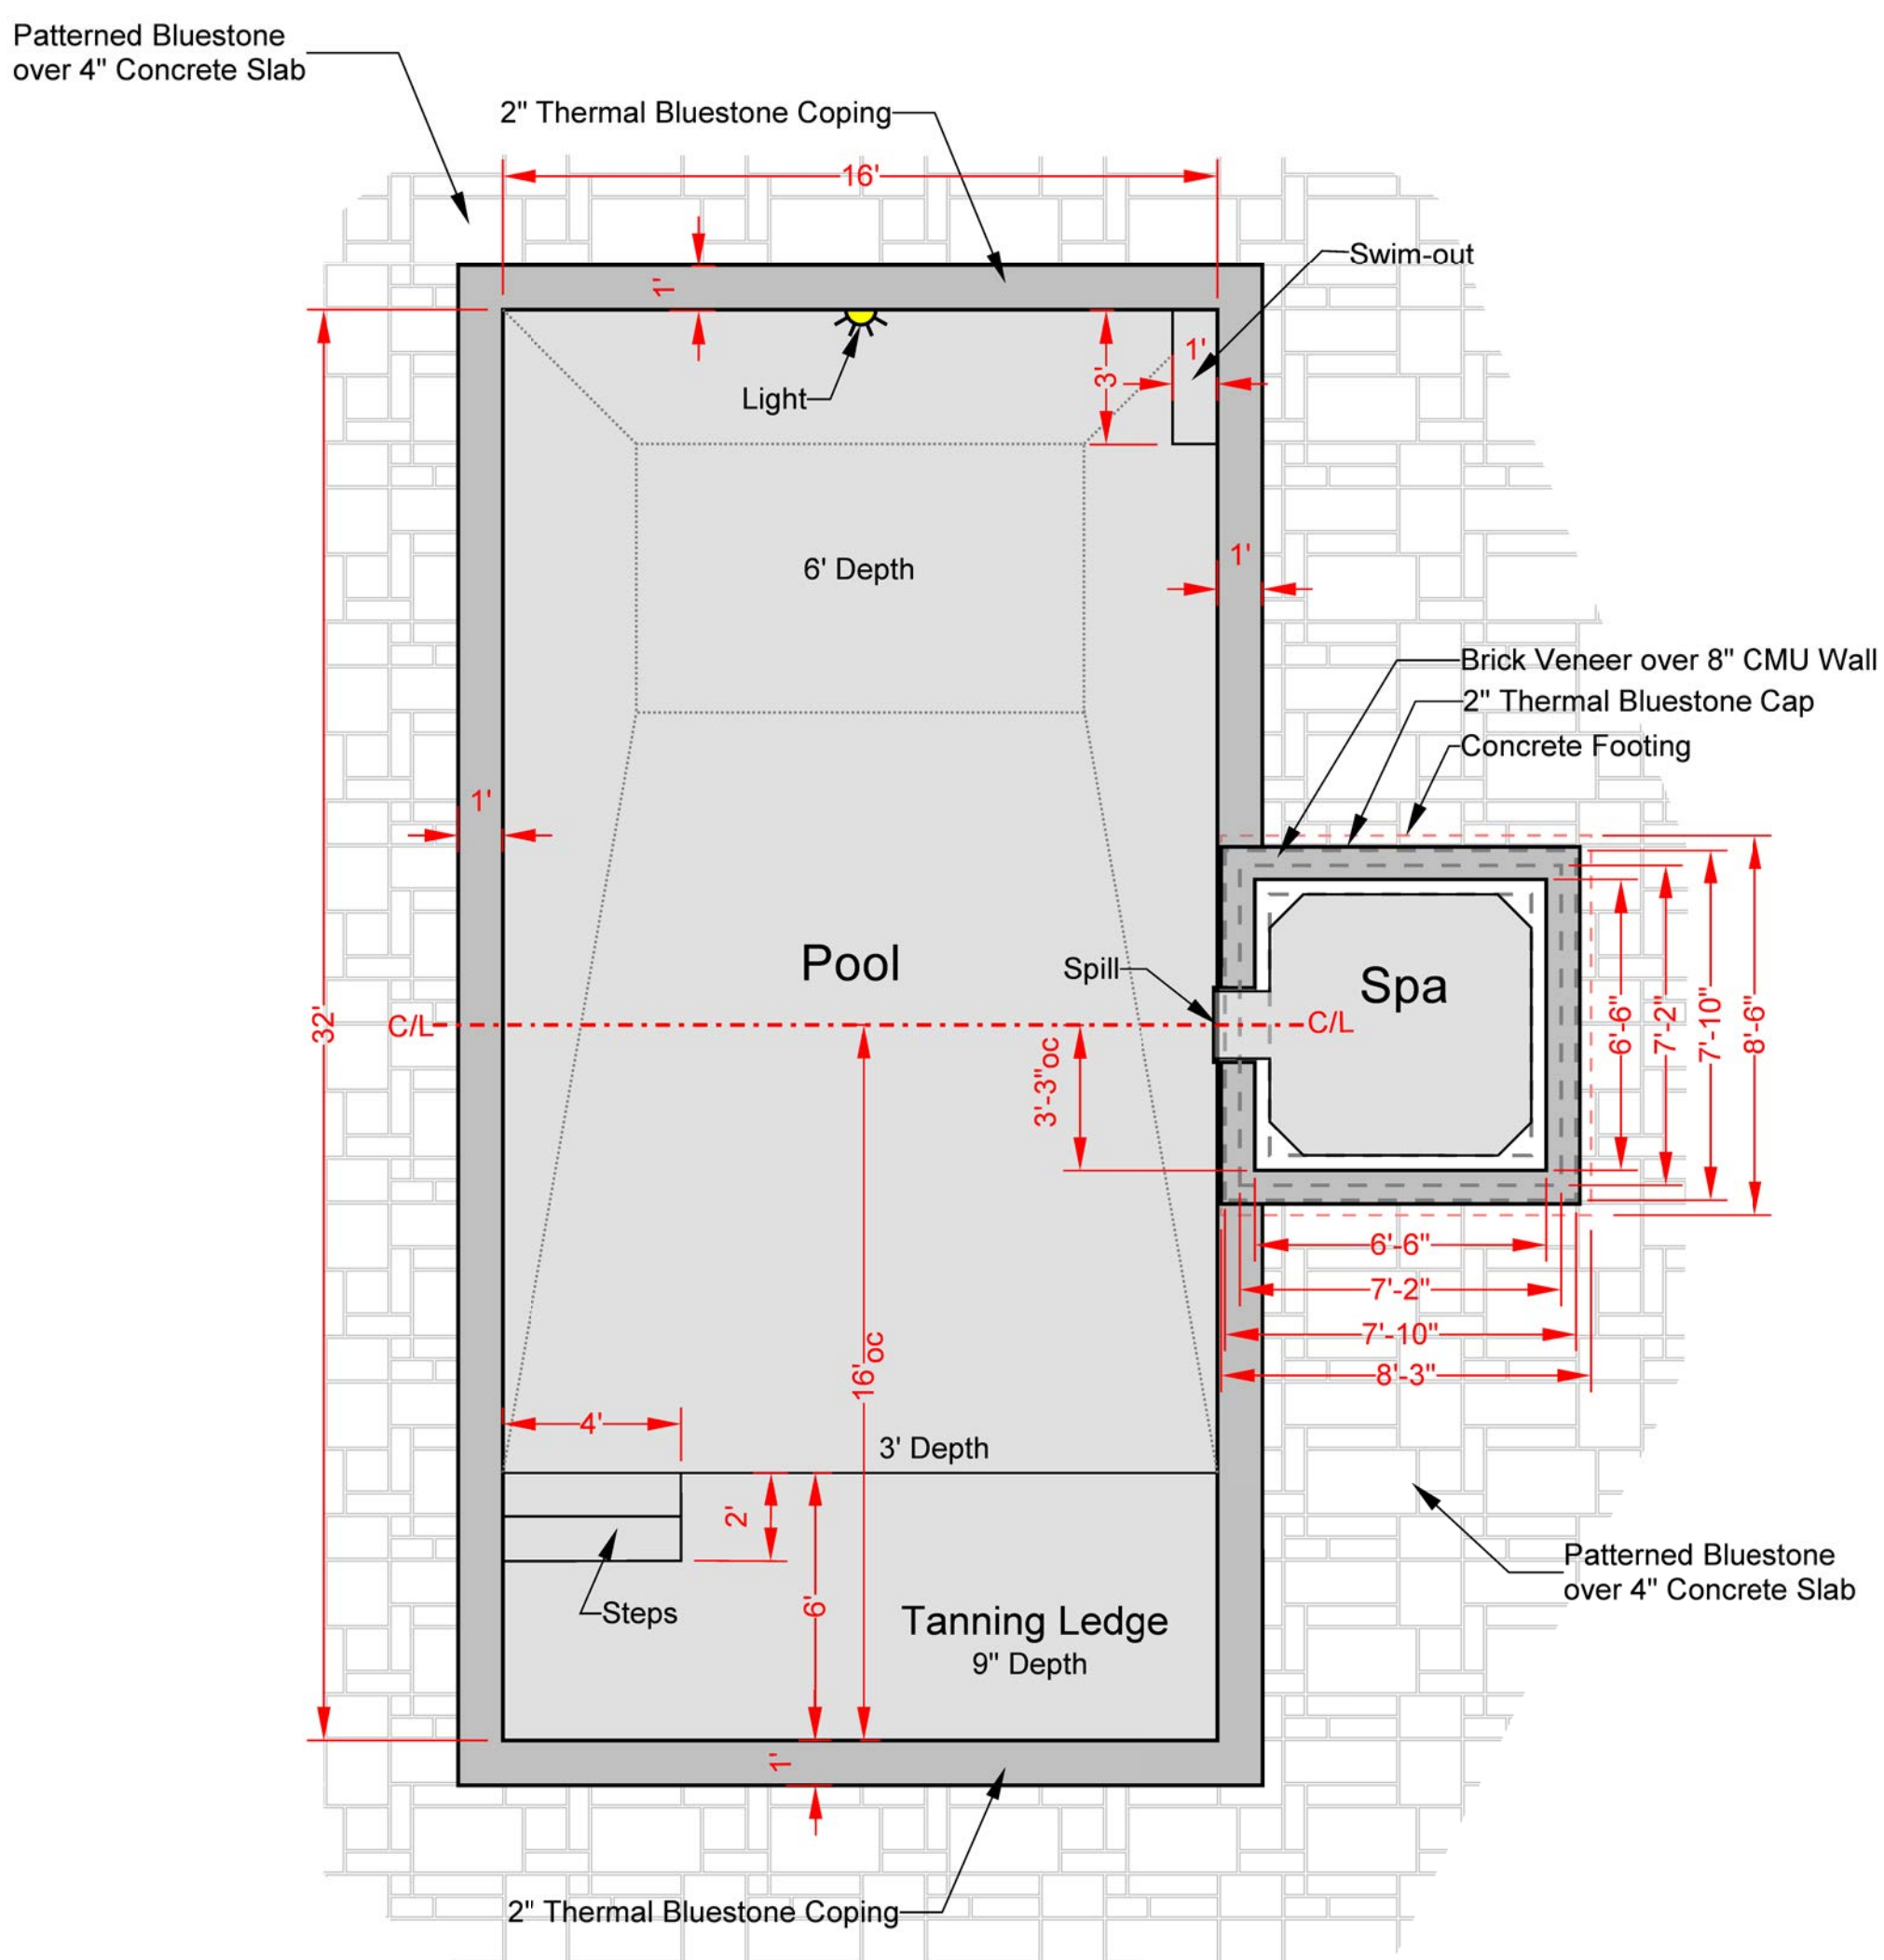 Patterned Bluestone
over 4" Concrete Slab
2" Thermal Bluestone Coping
16'
Swim-out
1'
1'
3'
Light
6' Depth
1'
Brick Veneer over 8" CMU Wall
2" Thermal Bluestone Cap
Concrete Footing
1'
Pool
Spill
Spa
32'
C/L
C/L
6'-6"
7'-2"
7'-10"
8'-6"
3'-3"oc
6'-6"
7'-2"
7'-10"
8'-3"
16'oc
4'
3' Depth
2'
6'
Steps
Tanning Ledge
9" Depth
Patterned Bluestone
over 4" Concrete Slab
1'
2" Thermal Bluestone Coping